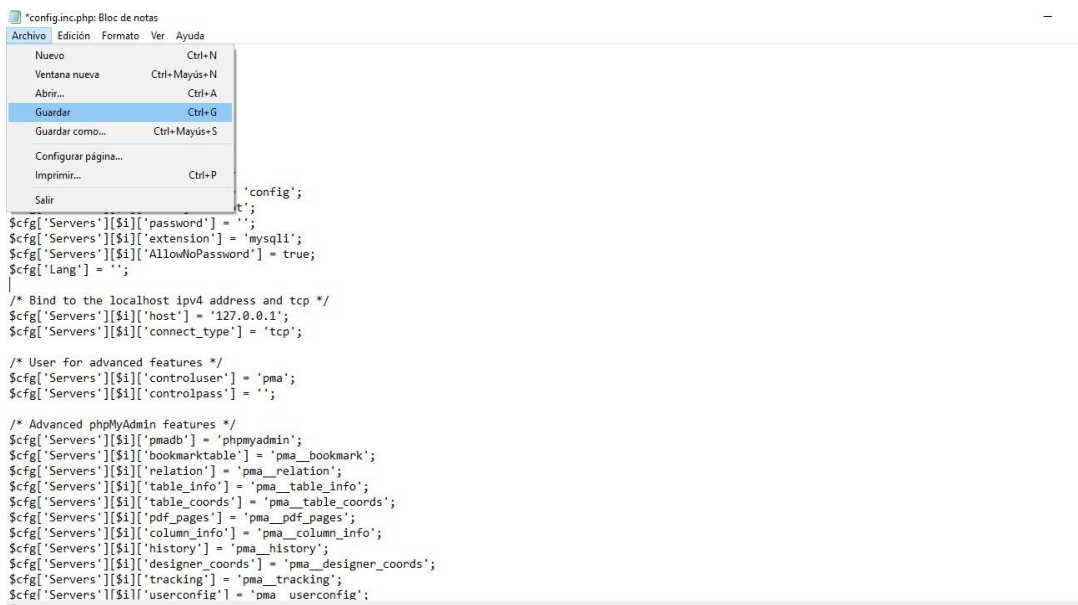 *config.inc.php: Bloc de notas
Archivo Edición Formato Ver Ayuda
Nuevo Ctrl+N
Ventana nueva Ctrl+Mayús+N
Abrir... Ctrl+A
Guardar Ctrl+G
Guardar como... Ctrl+Mayús+S
Configurar página...
Imprimir... Ctrl+P
Salir
'config';
t';
$cfg['Servers'][$i]['password'] = '';
$cfg['Servers'][$i]['extension'] = 'mysqli';
$cfg['Servers'][$i]['AllowNoPassword'] = true;
$cfg['Lang'] = '';
/* Bind to the localhost ipv4 address and tcp */
$cfg['Servers'][$i]['host'] = '127.0.0.1';
$cfg['Servers'][$i]['connect_type'] = 'tcp';
/* User for advanced features */
$cfg['Servers'][$i]['controluser'] = 'pma';
$cfg['Servers'][$i]['controlpass'] = '';
/* Advanced phpMyAdmin features */
$cfg['Servers'][$i]['pmadb'] = 'phpmyadmin';
$cfg['Servers'][$i]['bookmarktable'] = 'pma__bookmark';
$cfg['Servers'][$i]['relation'] = 'pma__relation';
$cfg['Servers'][$i]['table_info'] = 'pma__table_info';
$cfg['Servers'][$i]['table_coords'] = 'pma__table_coords';
$cfg['Servers'][$i]['pdf_pages'] = 'pma__pdf_pages';
$cfg['Servers'][$i]['column_info'] = 'pma__column_info';
$cfg['Servers'][$i]['history'] = 'pma__history';
$cfg['Servers'][$i]['designer_coords'] = 'pma__designer_coords';
$cfg['Servers'][$i]['tracking'] = 'pma__tracking';
$cfg['Servers'][$i]['userconfig'] = 'pma__userconfig';